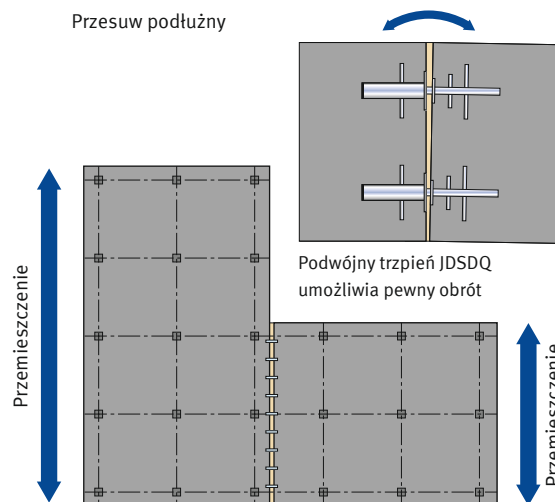 Przesuw podłużny
Podwójny trzpień JDSDQ
umożliwia pewny obrót
Przemieszczenie
Przemieszczenie